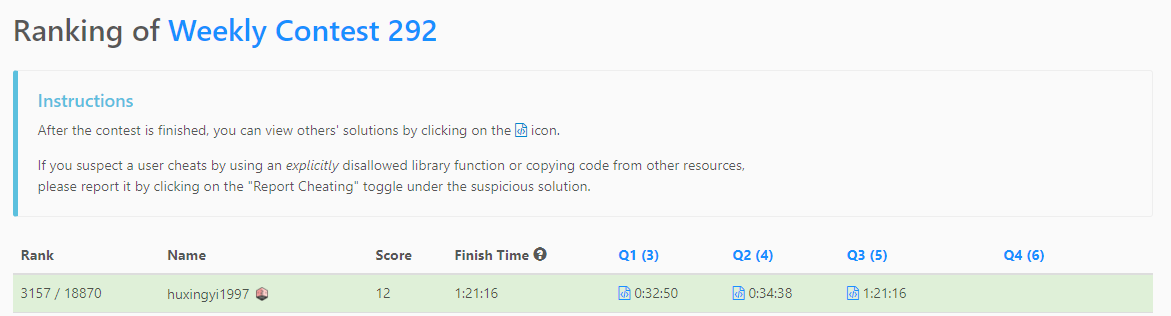 Ranking of Weekly Contest 292
Instructions
After the contest is finished, you can view others' solutions by clicking on the icon.
If you suspect a user cheats by using an explicitly disallowed library function or copying code from other resources,
please report it by clicking on the "Report Cheating" toggle under the suspicious solution.
Rank Name Score Finish Time Q1 (3) Q2 (4) Q3 (5) Q4 (6)
3157 / 18870 huxingyi1997 12 1:21:16 0:32:50 0:34:38 1:21:16